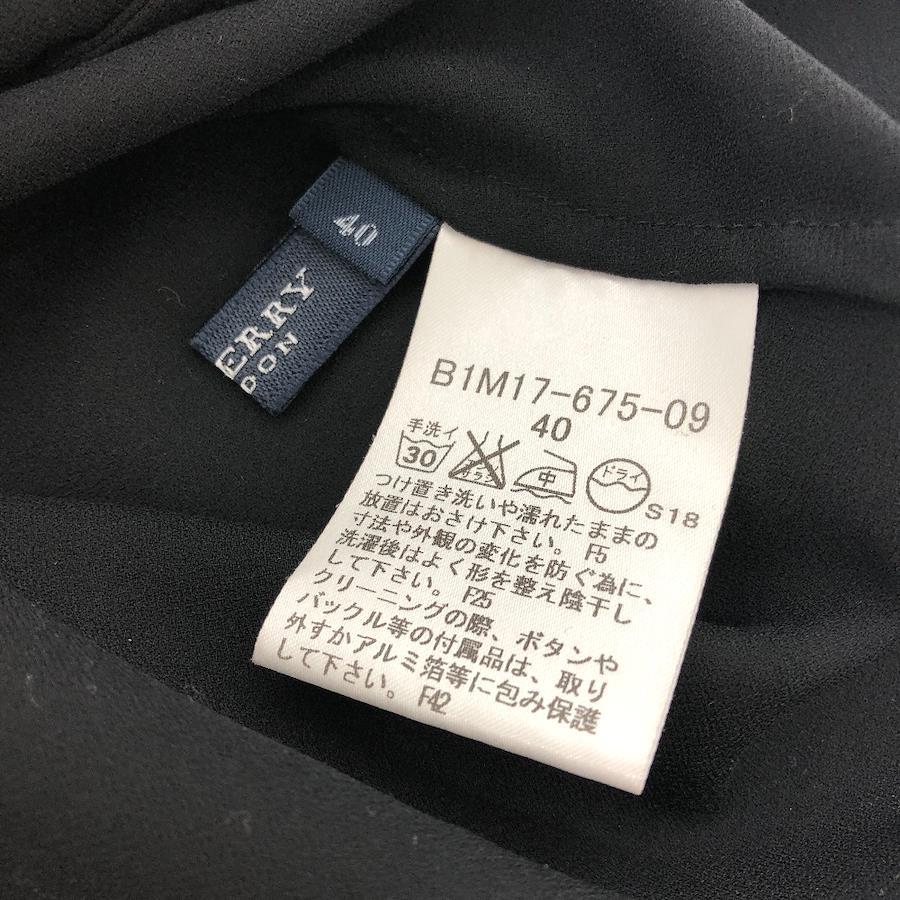 40
ERRY
DON
B1M17-675-09
40
手洗イ
30
中
ドライ
S18
つけ置き洗いや濡れたままの
放置はおさけ下さい。 F5
寸法や外観の変化を防ぐ為に、
洗濯後はよく形を整え陰干し
して下さい。 F25
クリーニングの際、ボタンや
バックル等の付属品は、取り
外すかアルミ箔等に包み保護
して下さい。 F42